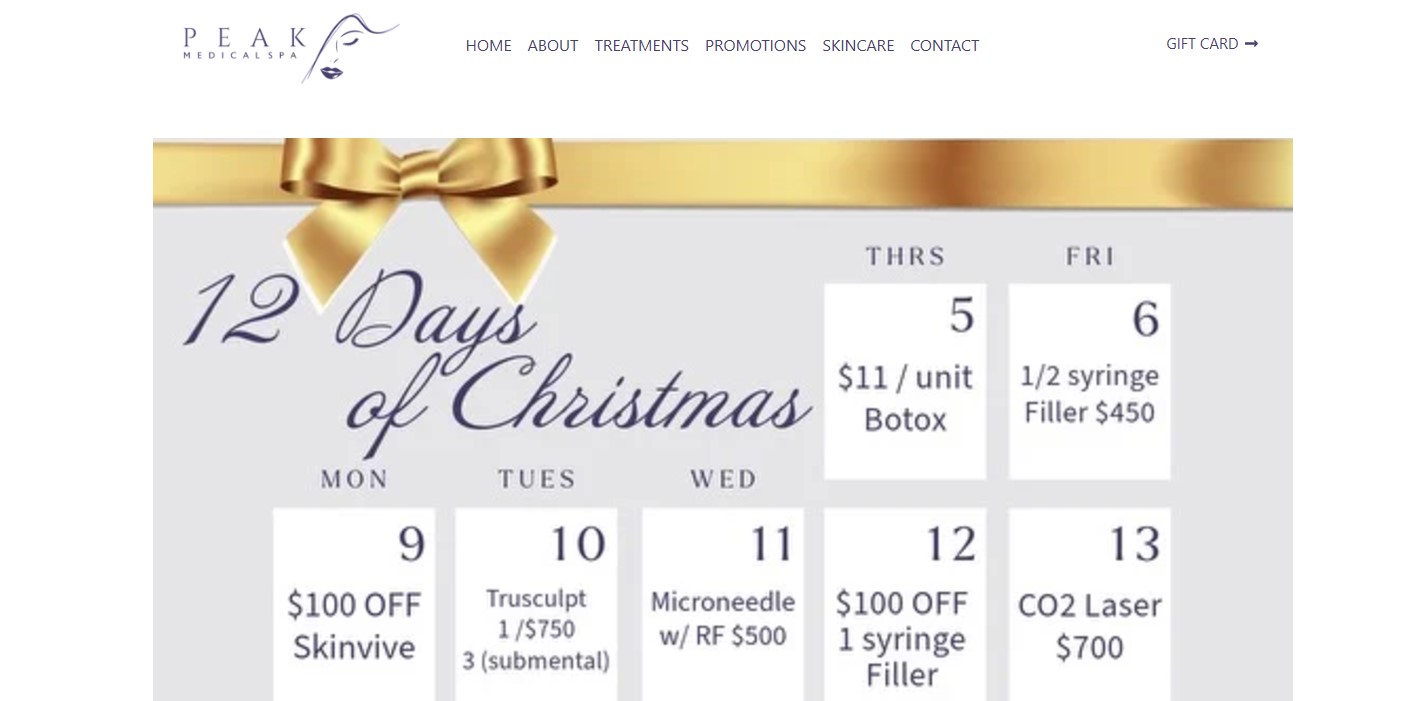 PEAK
MEDICALSPA
HOME ABOUT TREATMENTS PROMOTIONS SKINCARE CONTACT
GIFT CARD →
12 Days
of Christmas
THRS
5
$11 / unit
Botox
FRI
6
1/2 syringe
Filler $450
MON
9
$100 OFF
Skinvive
TUES
10
Trusculpt
1 /$750
3 (submental)
WED
11
Microneedle
w/ RF $500
12
$100 OFF
1 syringe
Filler
13
CO2 Laser
$700